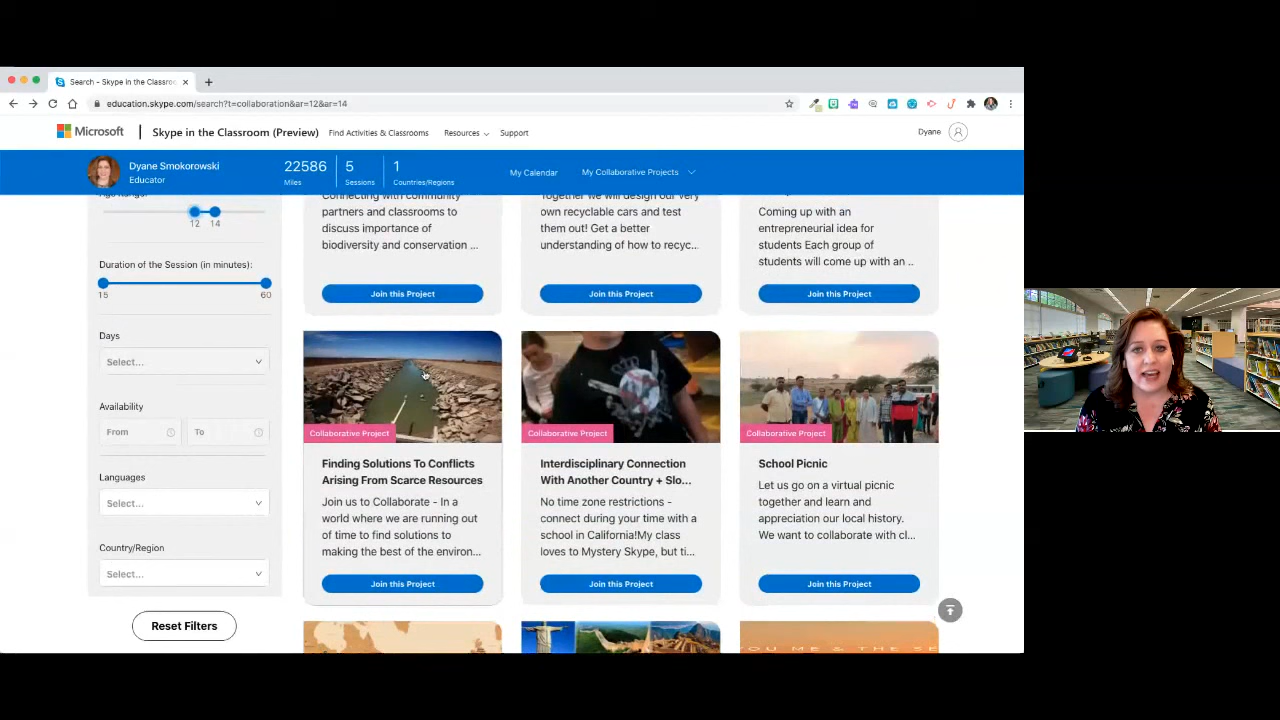 Search - Skype in the Classroo
education.skype.com/search?t=collaboration&ar=12&ar=14
Microsoft
Skype in the Classroom (Preview)
Find Activities & Classrooms
Resources
Support
Dyane
Dyane Smokorowski
Educator
22586
Miles
5
Sessions
1
Countries/Regions
My Calendar
My Collaborative Projects
12
14
Duration of the Session (in minutes):
15
60
Days
Select...
Availability
From
To
Languages
Select...
Country/Region
Select...
Reset Filters
Connecting with community
partners and classrooms to
discuss importance of
biodiversity and conservation ...
Join this Project
Together we will design our very
own recyclable cars and test
them out! Get a better
understanding of how to recyc...
Join this Project
Coming up with an
entrepreneurial idea for
students Each group of
students will come up with an ..
Join this Project
Collaborative Project
Finding Solutions To Conflicts
Arising From Scarce Resources
Join us to Collaborate - In a
world where we are running out
of time to find solutions to
making the best of the environ...
Join this Project
Collaborative Project
Interdisciplinary Connection
With Another Country + Slo...
No time zone restrictions -
connect during your time with a
school in California!My class
loves to Mystery Skype, but ti...
Join this Project
Collaborative Project
School Picnic
Let us go on a virtual picnic
together and learn and
appreciation our local history.
We want to collaborate with cl...
Join this Project
YOU ME & THE SE